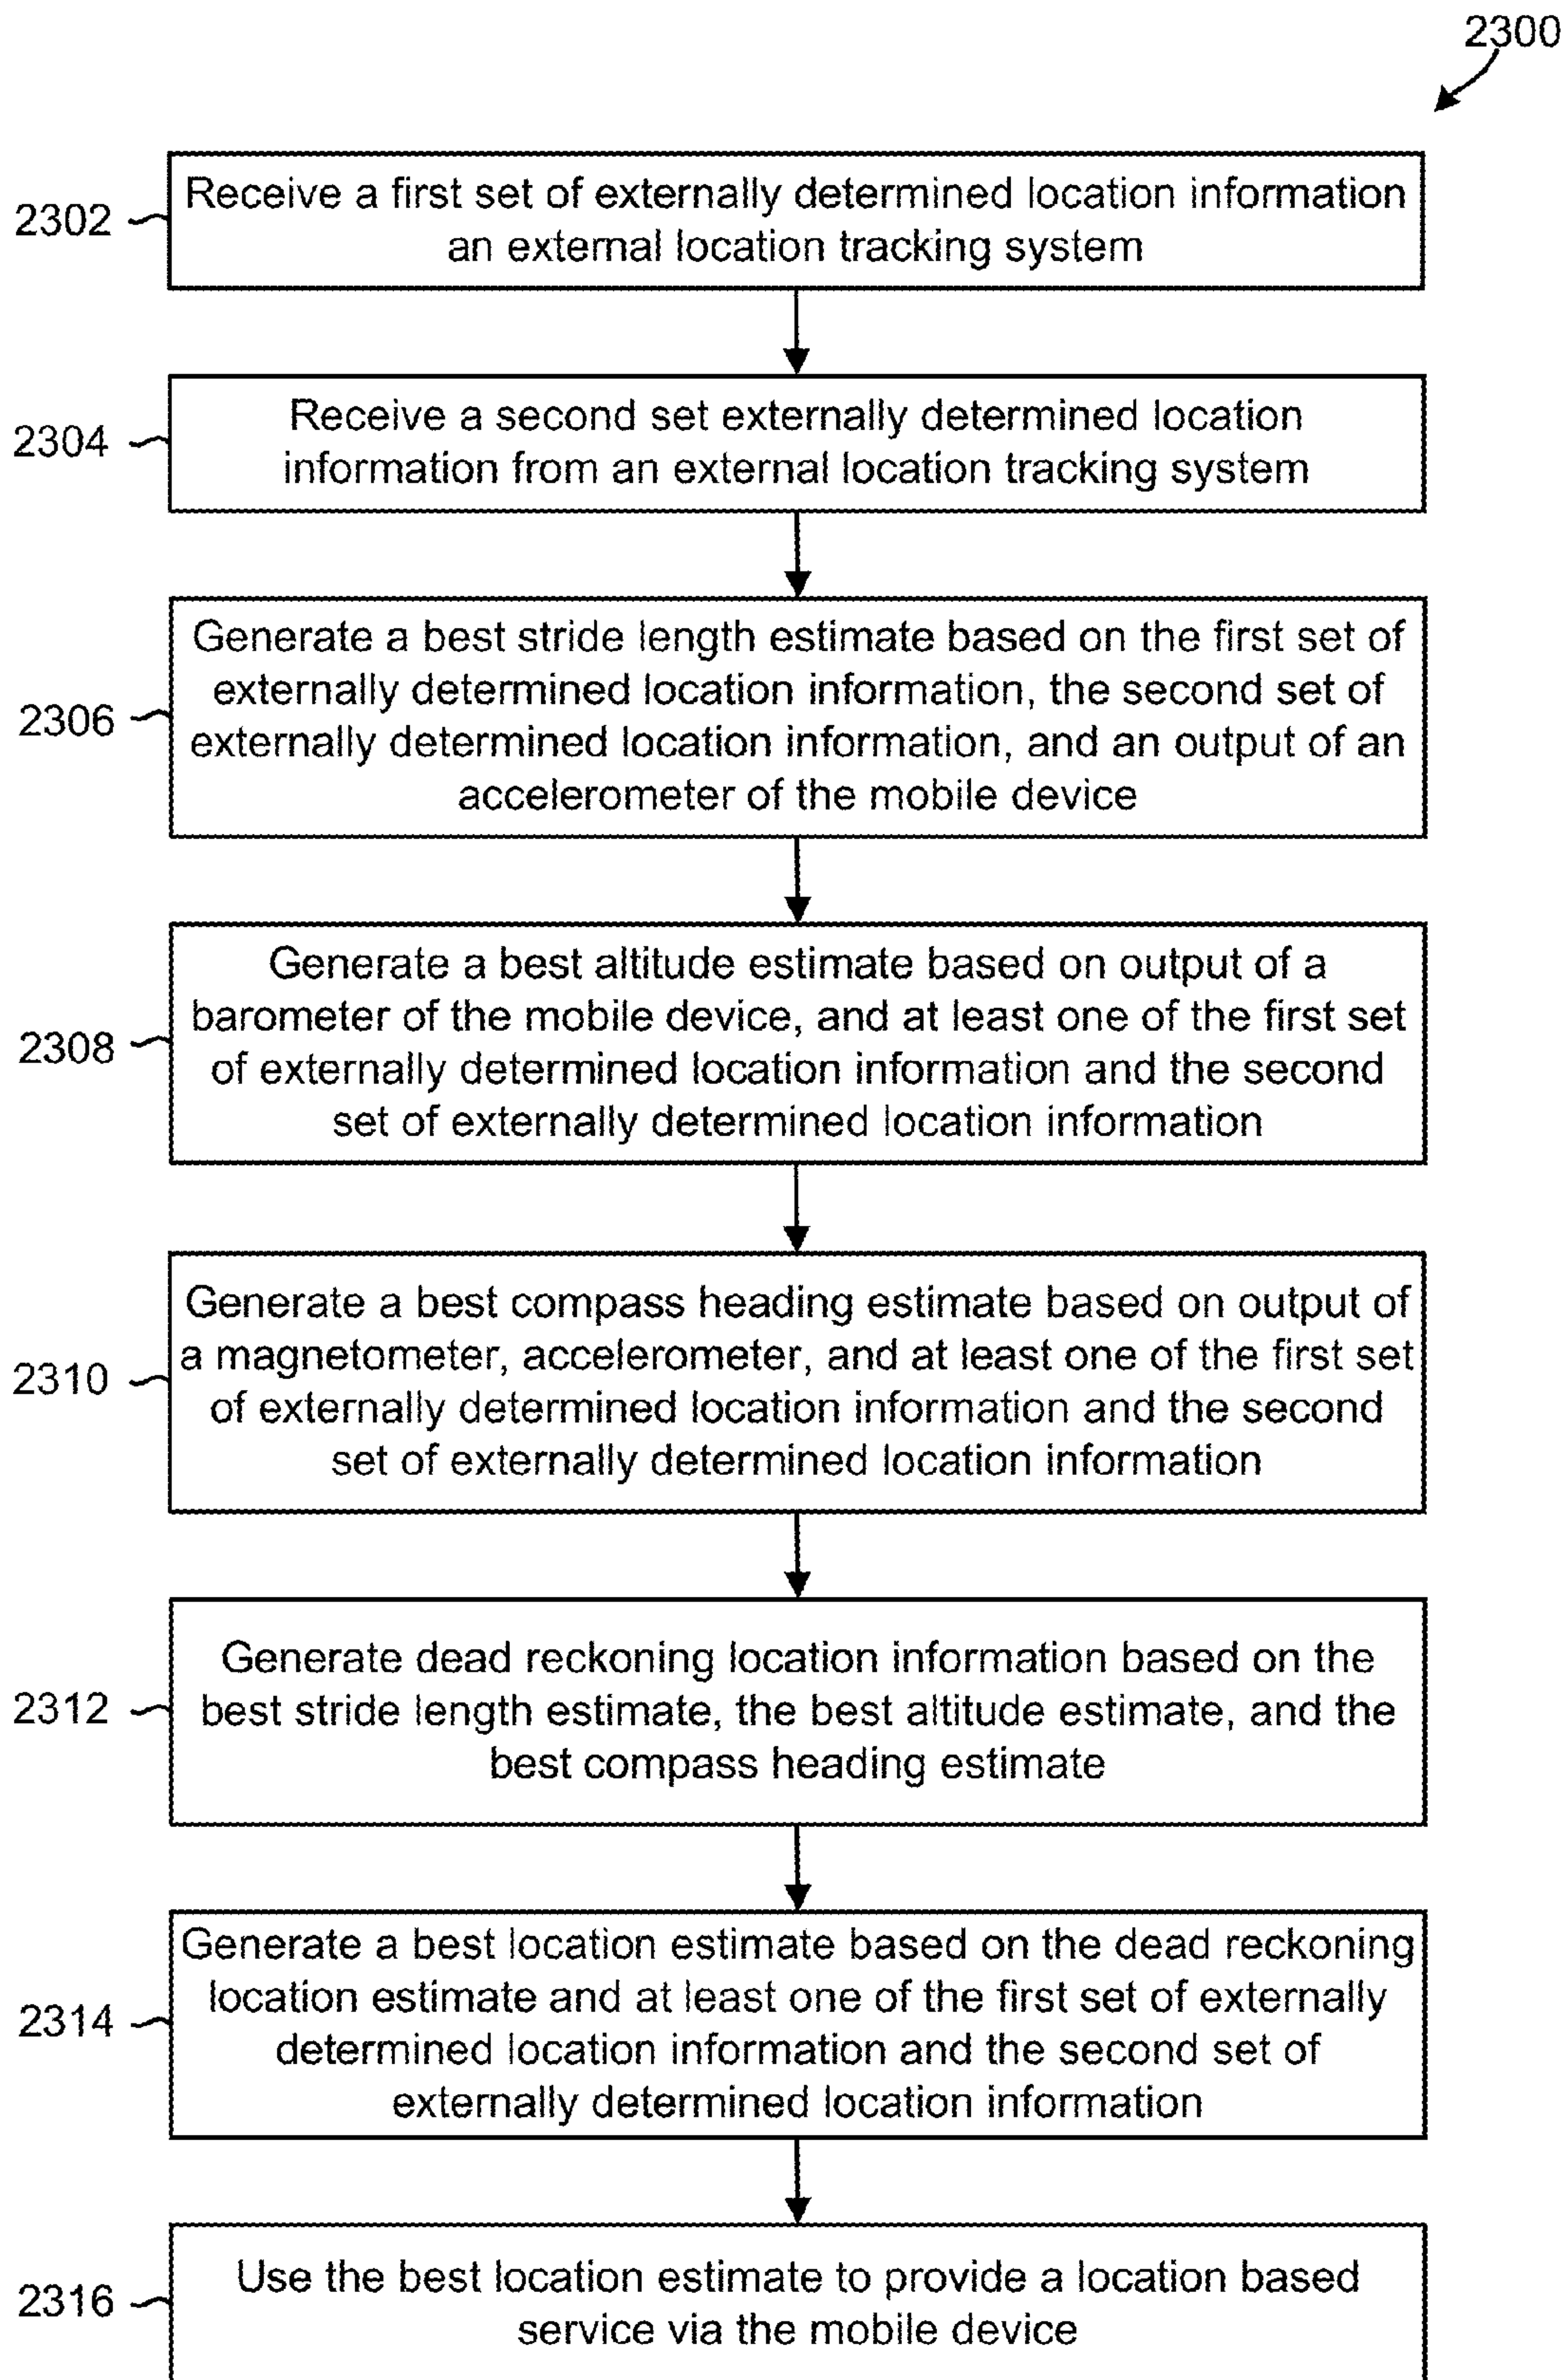 2300
2302
Receive a first set of externally determined location information
an external location tracking system
2304
Receive a second set externally determined location
information from an external location tracking system
2306
Generate a best stride length estimate based on the first set of
externally determined location information, the second set of
externally determined location information, and an output of an
accelerometer of the mobile device
2308
Generate a best altitude estimate based on output of a
barometer of the mobile device, and at least one of the first set
of externally determined location information and the second
set of externally determined location information
2310
Generate a best compass heading estimate based on output of
a magnetometer, accelerometer, and at least one of the first set
of externally determined location information and the second
set of externally determined location information
2312
Generate dead reckoning location information based on the
best stride length estimate, the best altitude estimate, and the
best compass heading estimate
2314
Generate a best location estimate based on the dead reckoning
location estimate and at least one of the first set of externally
determined location information and the second set of
externally determined location information
2316
Use the best location estimate to provide a location based
service via the mobile device